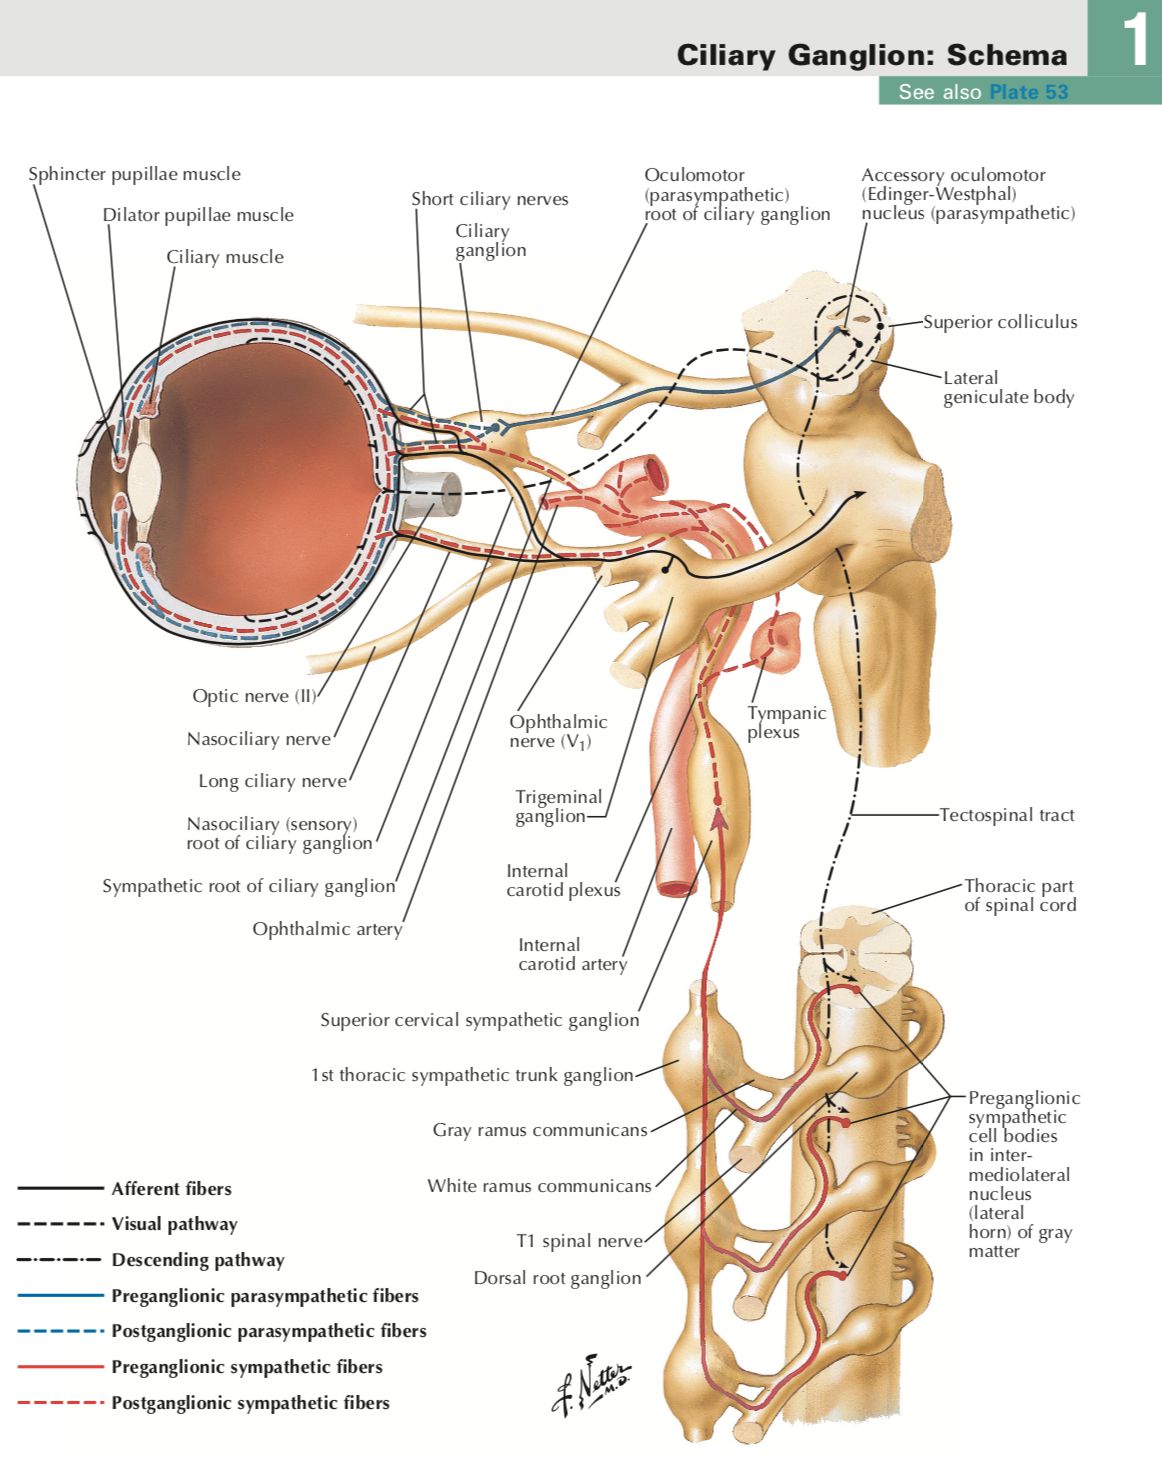 1
Ciliary Ganglion: Schema
See also Plate 53
Sphincter pupillae muscle
Dilator pupillae muscle
Ciliary muscle
Short ciliary nerves
Ciliary
ganglion
Oculomotor
(parasympathetic)
root of ciliary ganglion
Accessory oculomotor
(Edinger-Westphal)
nucleus (parasympathetic)
Superior colliculus
Lateral
geniculate body
Optic nerve (II)
Nasociliary nerve
Long ciliary nerve
Nasociliary (sensory)
root of ciliary ganglion
Sympathetic root of ciliary ganglion
Ophthalmic artery
Ophthalmic
nerve (V1)
Trigeminal
ganglion
Internal
carotid plexus
Internal
carotid artery
Tympanic
plexus
Tectospinal tract
Thoracic part
of spinal cord
Superior cervical sympathetic ganglion
1st thoracic sympathetic trunk ganglion
Gray ramus communicans
White ramus communicans
T1 spinal nerve
Dorsal root ganglion
Preganglionic
sympathetic
cell bodies
in inter-
mediolateral
nucleus
(lateral
horn) of gray
matter
Afferent fibers
Visual pathway
Descending pathway
Preganglionic parasympathetic fibers
Postganglionic parasympathetic fibers
Preganglionic sympathetic fibers
Postganglionic sympathetic fibers
F. Netter
M.D.